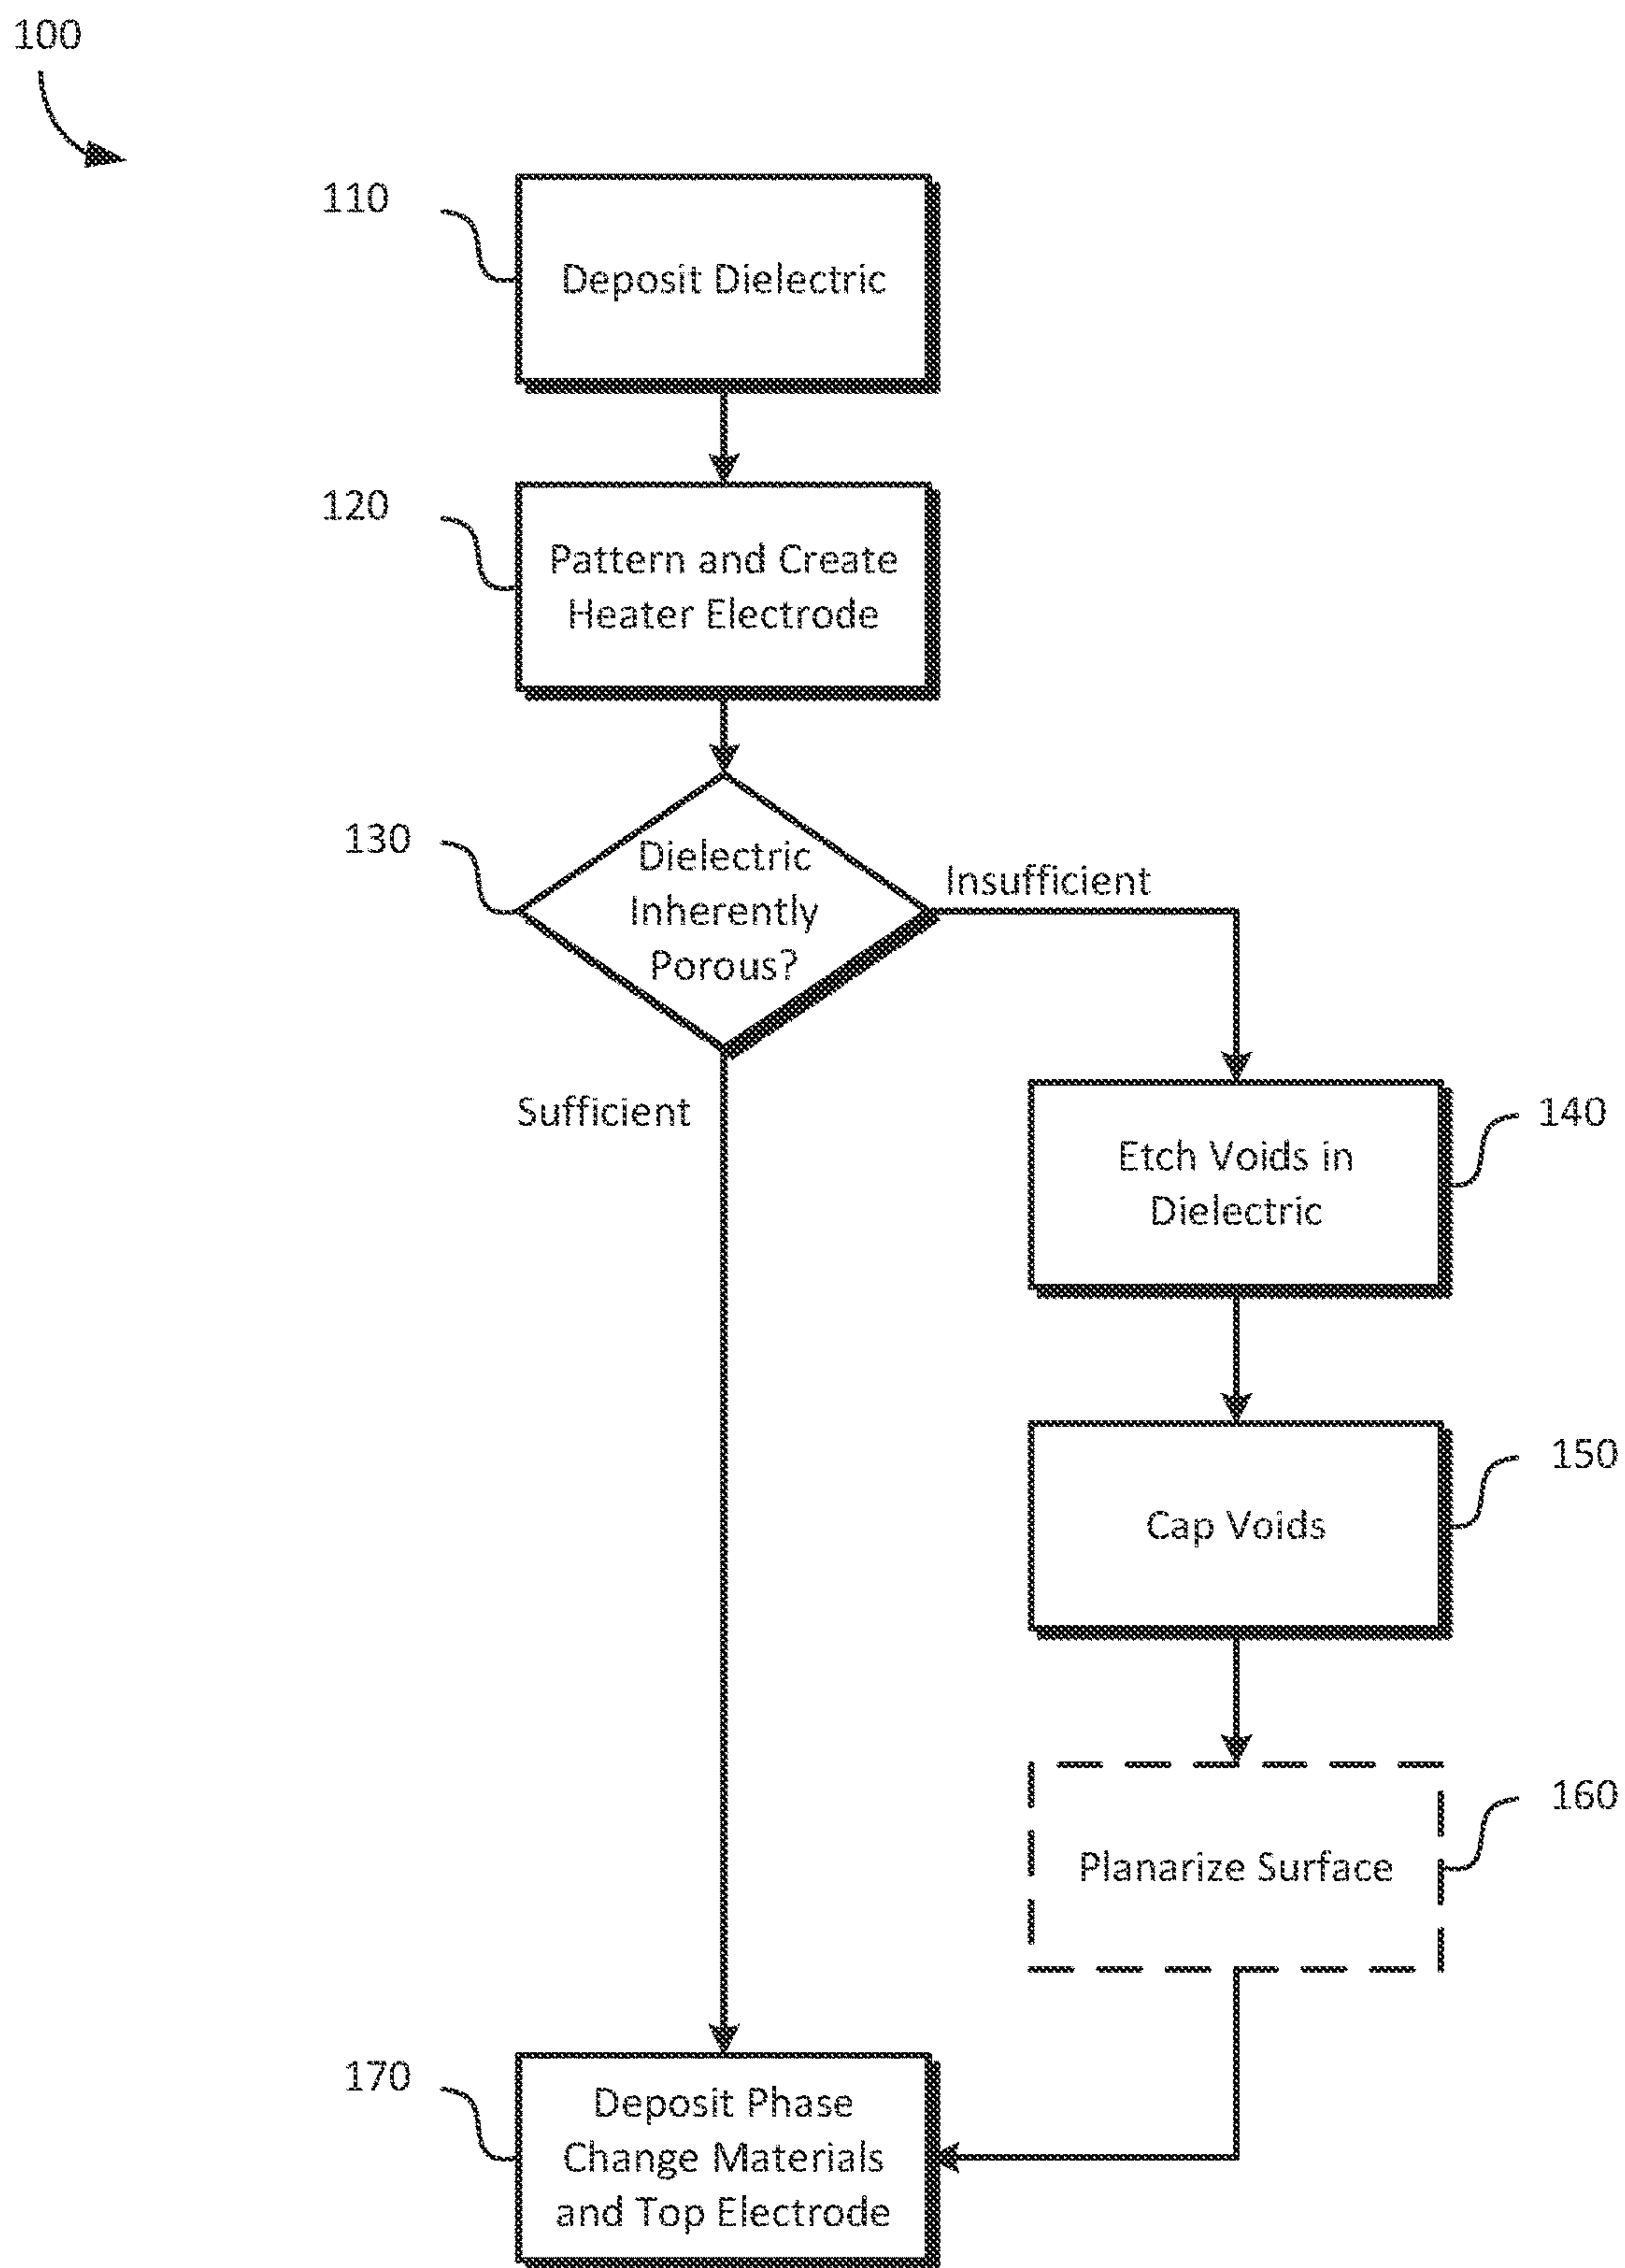 100
110
Deposit Dielectric
120
Pattern and Create
Heater Electrode
130
Dielectric
Inherently
Porous?
Insufficient
Sufficient
140
Etch Voids in
Dielectric
150
Cap Voids
160
Planarize Surface
170
Deposit Phase
Change Materials
and Top Electrode